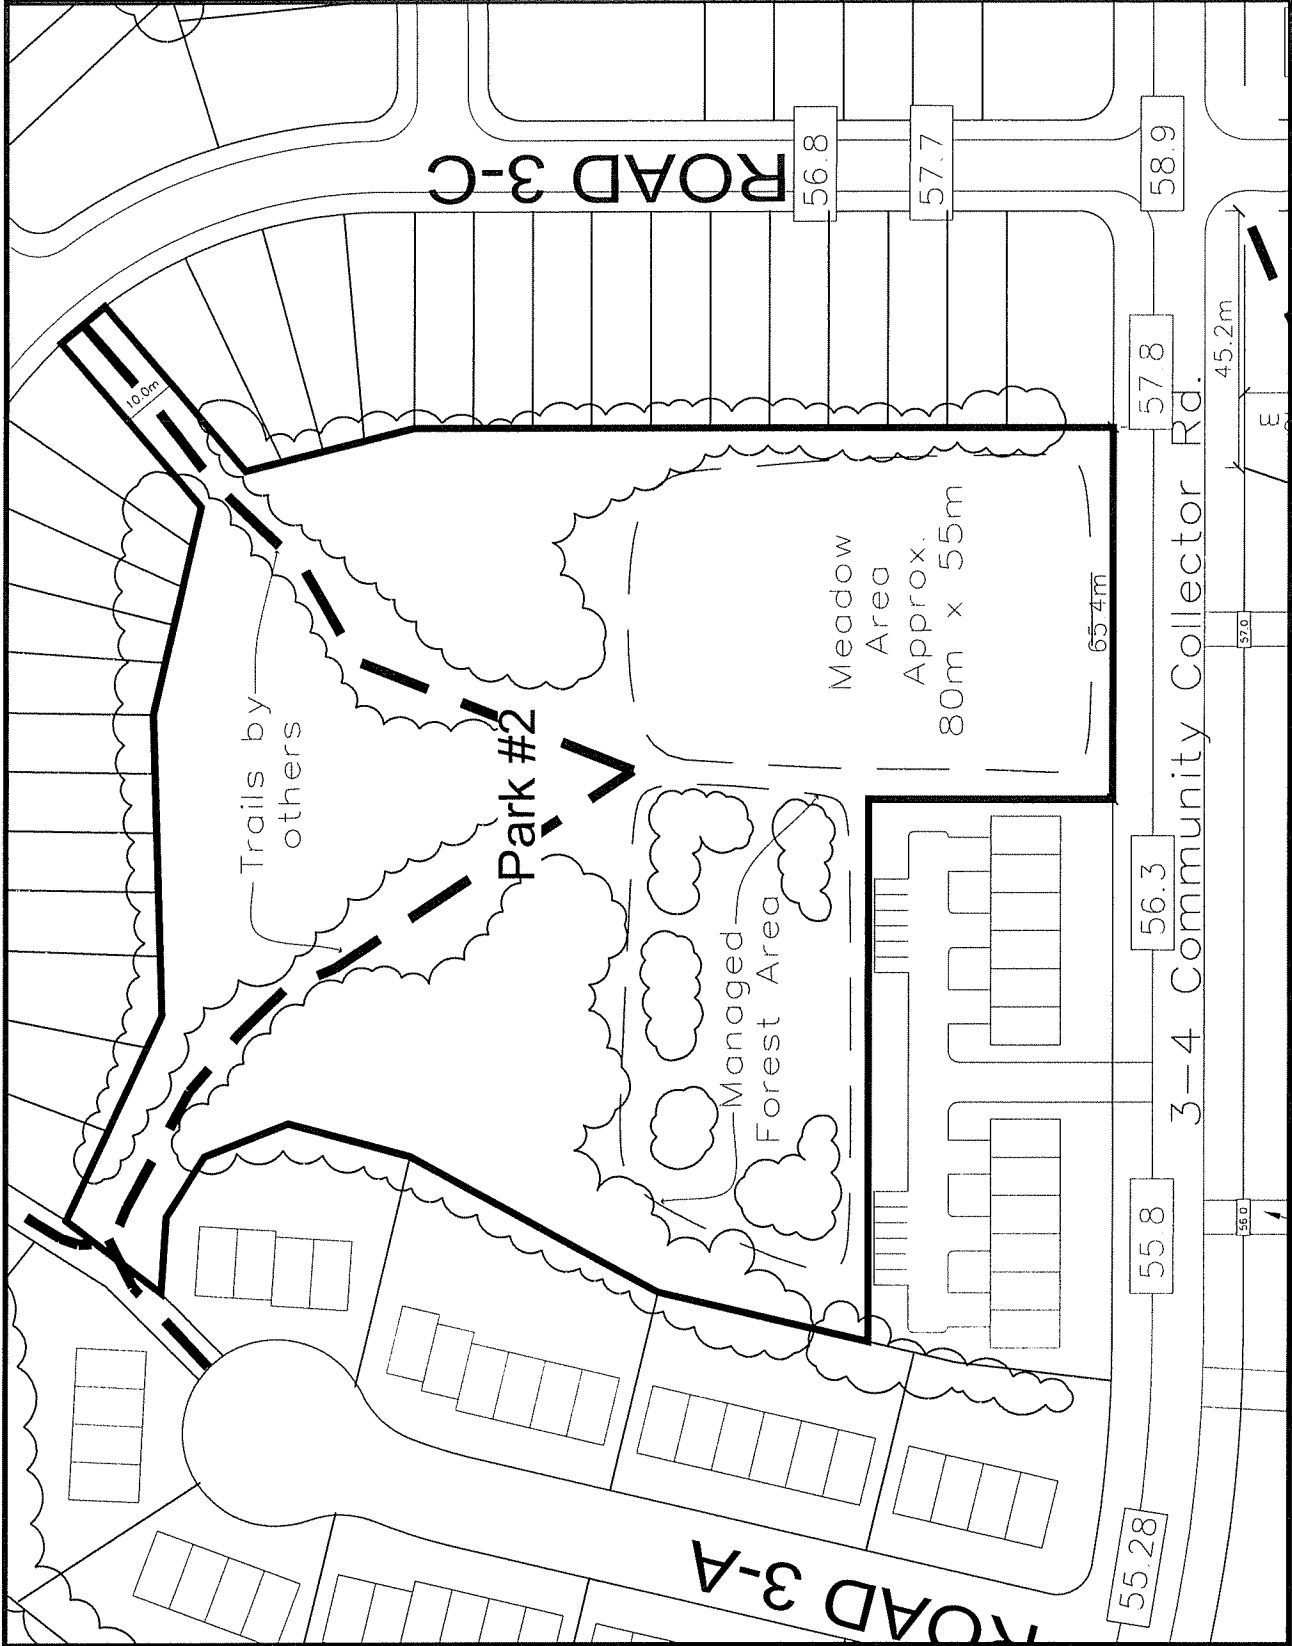 ROAD 3-C
56.8
57.7
58.9
10.0m
57.8
45.2m
E
Meadow
Area
Approx.
80m x 55m
65.4m
57.0
Trails by
others
Park #2
Managed
Forest Area
56.3
3-4 Community Collector Rd.
55.8
56.0
55.28
ROAD 3-A